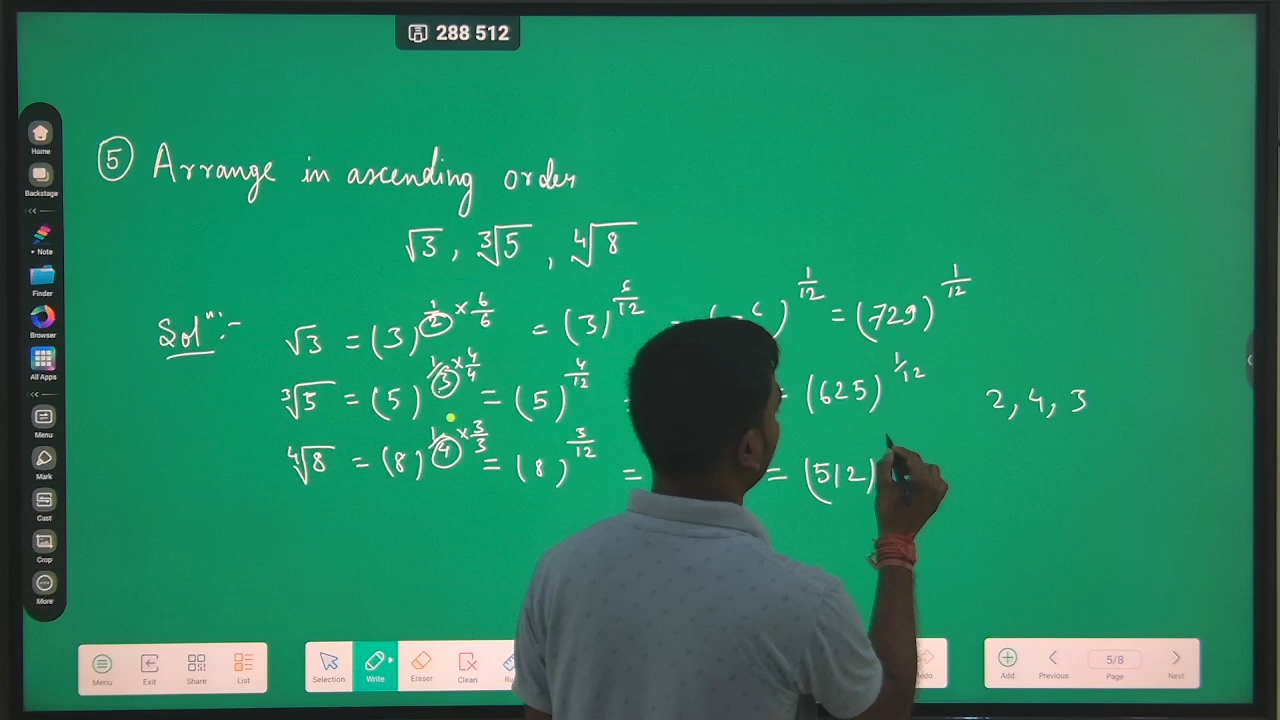 288 512
Home
Backstage
Note
Finder
Browser
All Apps
Menu
Mark
Cast
Crop
More
⑤ Arrange in ascending order
√3, ∛5, ∜8
Solⁿ:- √3 = (3)^(1/2 × 6/6) = (3)^(6/12) = 6)^(1/12) = (729)^(1/12)
∛5 = (5)^(1/3 × 4/4) = (5)^(4/12) = = (625)^(1/12) 2, 4, 3
∜8 = (8)^(1/4 × 3/3) = (8)^(3/12) = = (512)
Menu Exit Share List Selection Write Eraser Clean Add Previous 5/8 Page Next